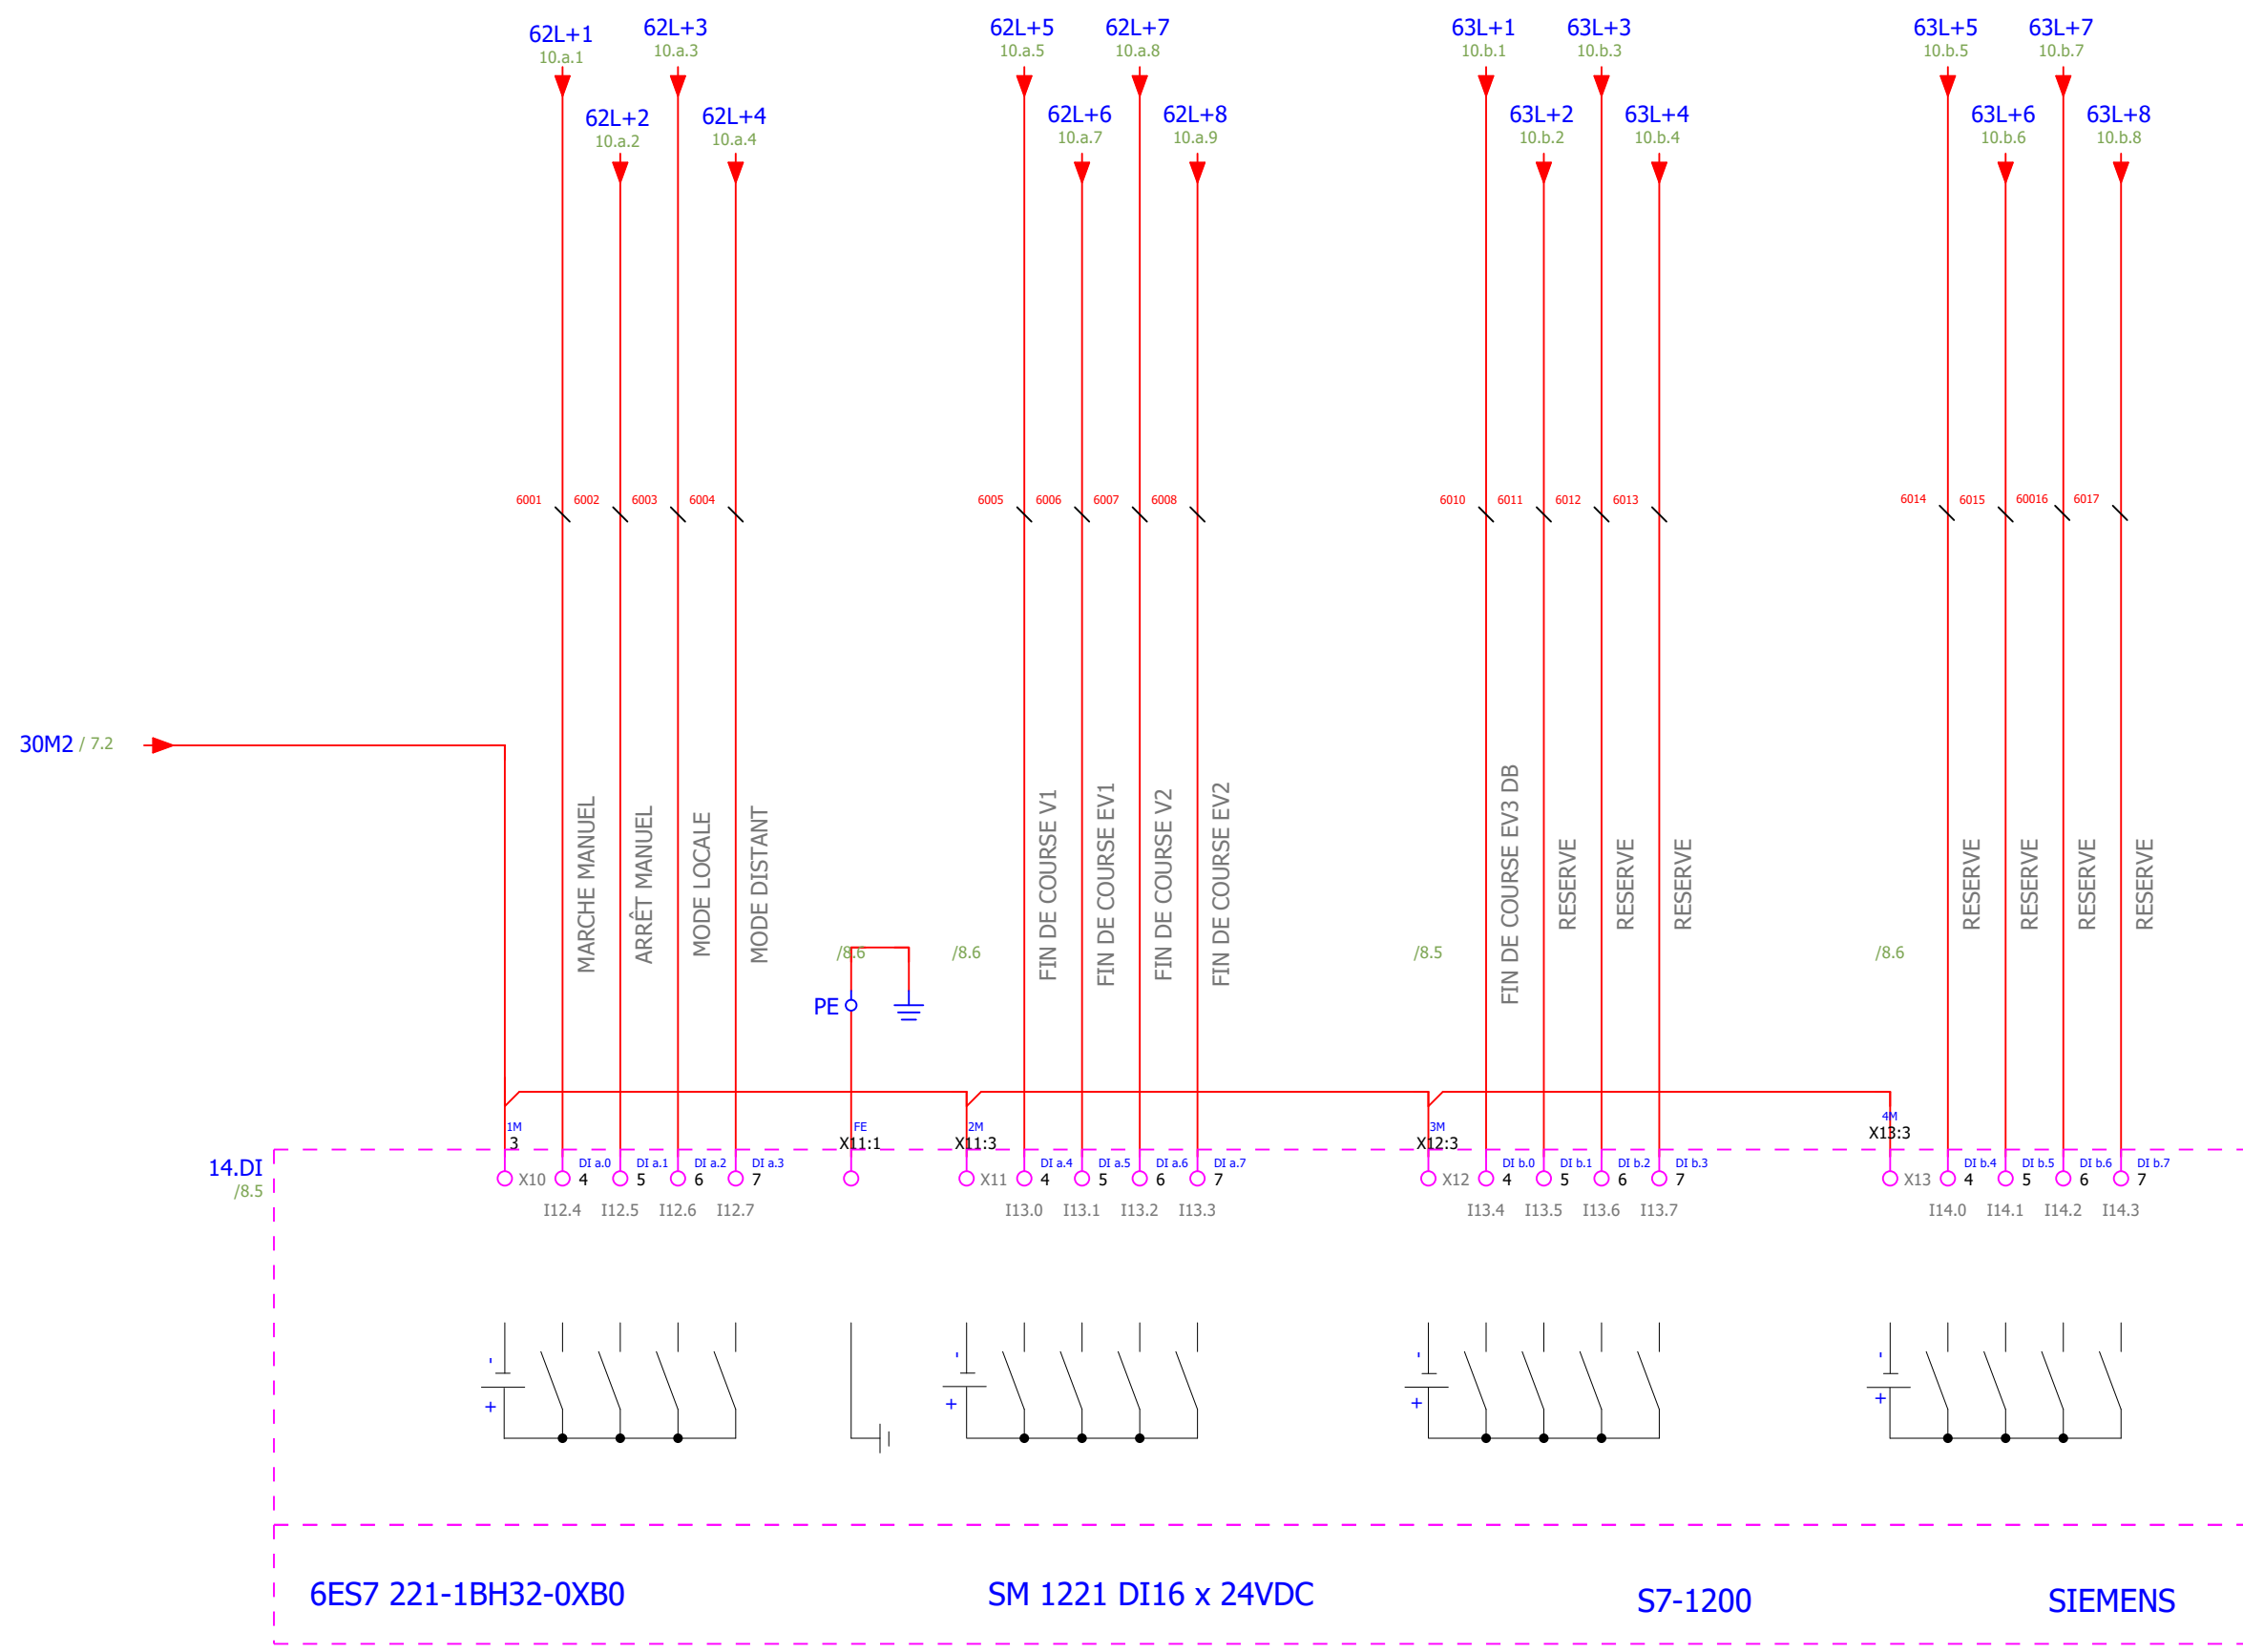 62L+1
10.a.1
62L+3
10.a.3
62L+5
10.a.5
62L+7
10.a.8
63L+1
10.b.1
63L+3
10.b.3
63L+5
10.b.5
63L+7
10.b.7
62L+2
10.a.2
62L+4
10.a.4
62L+6
10.a.7
62L+8
10.a.9
63L+2
10.b.2
63L+4
10.b.4
63L+6
10.b.6
63L+8
10.b.8
6001
6002
6003
6004
6005
6006
6007
6008
6010
6011
6012
6013
6014
6015
60016
6017
30M2 / 7.2
MARCHE MANUEL
ARRÊT MANUEL
MODE LOCALE
MODE DISTANT
FIN DE COURSE V1
FIN DE COURSE EV1
FIN DE COURSE V2
FIN DE COURSE EV2
FIN DE COURSE EV3 DB
RESERVE
RESERVE
RESERVE
RESERVE
RESERVE
RESERVE
RESERVE
/8.6
/8.6
/8.5
/8.6
PE
1M
3
FE
X11:1
2M
X11:3
3M
X12:3
4M
X13:3
14.DI
/8.5
X10
DI a.0
4
DI a.1
5
DI a.2
6
DI a.3
7
X11
DI a.4
4
DI a.5
5
DI a.6
6
DI a.7
7
X12
DI b.0
4
DI b.1
5
DI b.2
6
DI b.3
7
X13
DI b.4
4
DI b.5
5
DI b.6
6
DI b.7
7
I12.4
I12.5
I12.6
I12.7
I13.0
I13.1
I13.2
I13.3
I13.4
I13.5
I13.6
I13.7
I14.0
I14.1
I14.2
I14.3
-
+
-
+
-
+
-
+
6ES7 221-1BH32-0XB0
SM 1221 DI16 x 24VDC
S7-1200
SIEMENS